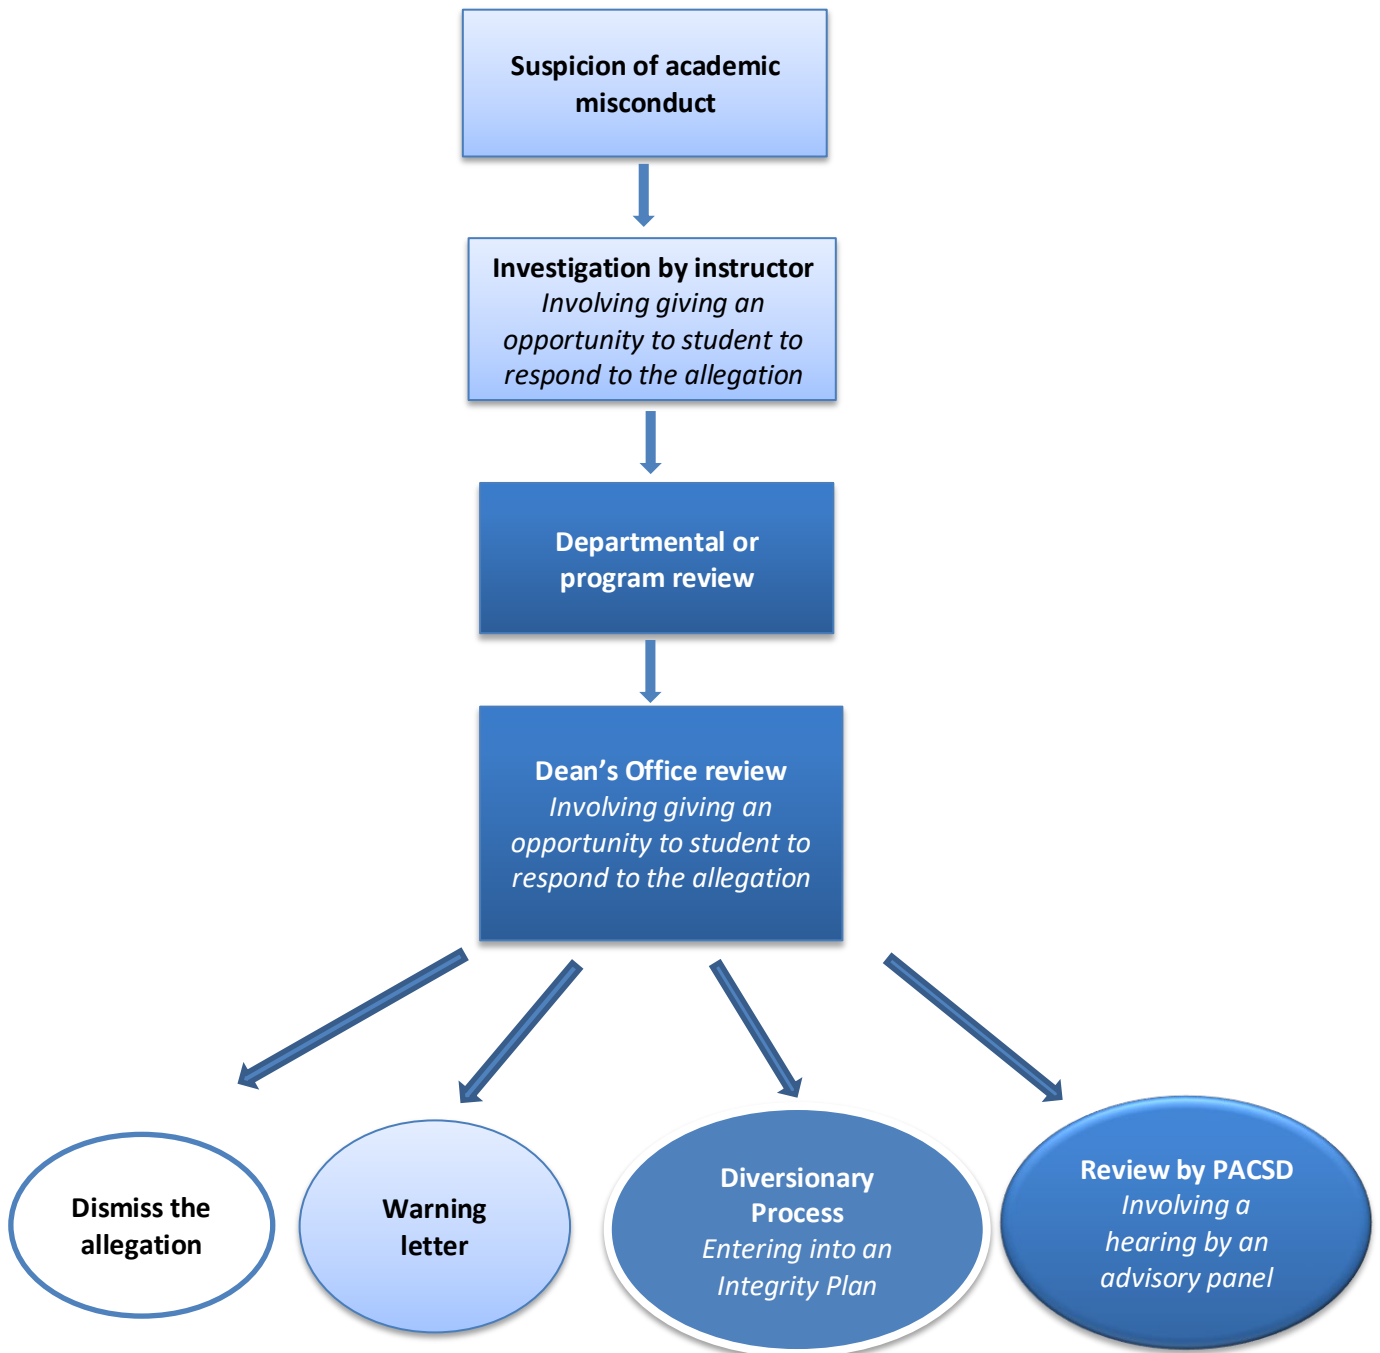 Suspicion of academic
misconduct
Investigation by instructor
Involving giving an
opportunity to student to
respond to the allegation
Departmental or
program review
Dean’s Office review
Involving giving an
opportunity to student to
respond to the allegation
Dismiss the
allegation
Warning
letter
Diversionary
Process
Entering into an
Integrity Plan
Review by PACSD
Involving a
hearing by an
advisory panel